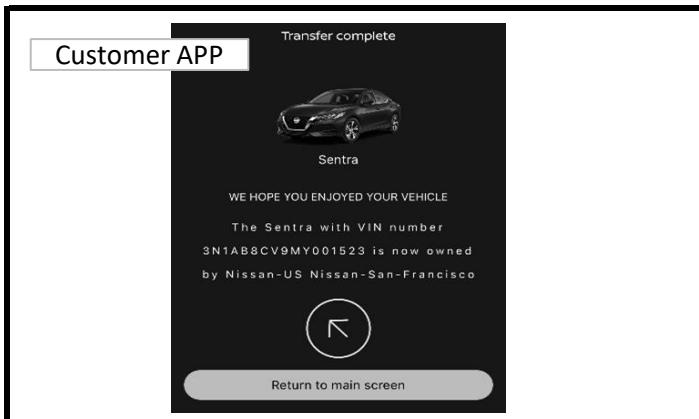 Transfer complete
Customer APP
Sentra
WE HOPE YOU ENJOYED YOUR VEHICLE
The Sentra with VIN number
3N1AB8CV9MY001523 is now owned
by Nissan-US Nissan-San-Francisco
Return to main screen